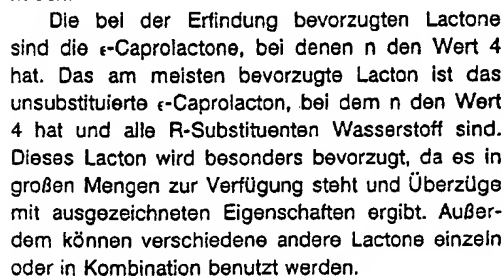 Die bei der Erfindung bevorzugten Lactone
sind die ε-Caprolactone, bei denen n den Wert 4
hat. Das am meisten bevorzugte Lacton ist das
unsubstituierte ε-Caprolacton, bei dem n den Wert
4 hat und alle R-Substituenten Wasserstoff sind.
Dieses Lacton wird besonders bevorzugt, da es in
großen Mengen zur Verfügung steht und Überzüge
mit ausgezeichneten Eigenschaften ergibt. Außer-
dem können verschiedene andere Lactone einzeln
oder in Kombination benutzt werden.